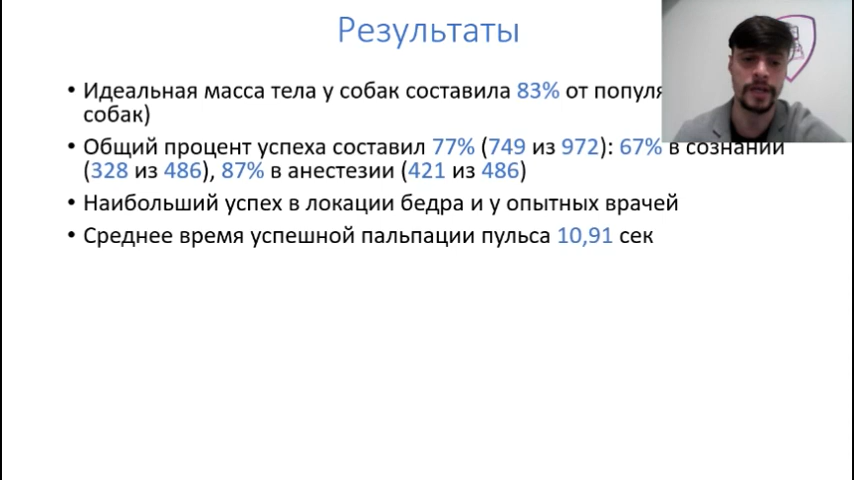 Результаты
• Идеальная масса тела у собак составила 83% от
собак)
• Общий процент успеха составил 77% (749 из 972): 67% в сознании
(328 из 486), 87% в анестезии (421 из 486)
• Наибольший успех в локации бедра и у опытных врачей
• Среднее время успешной пальпации пульса 10,91 сек